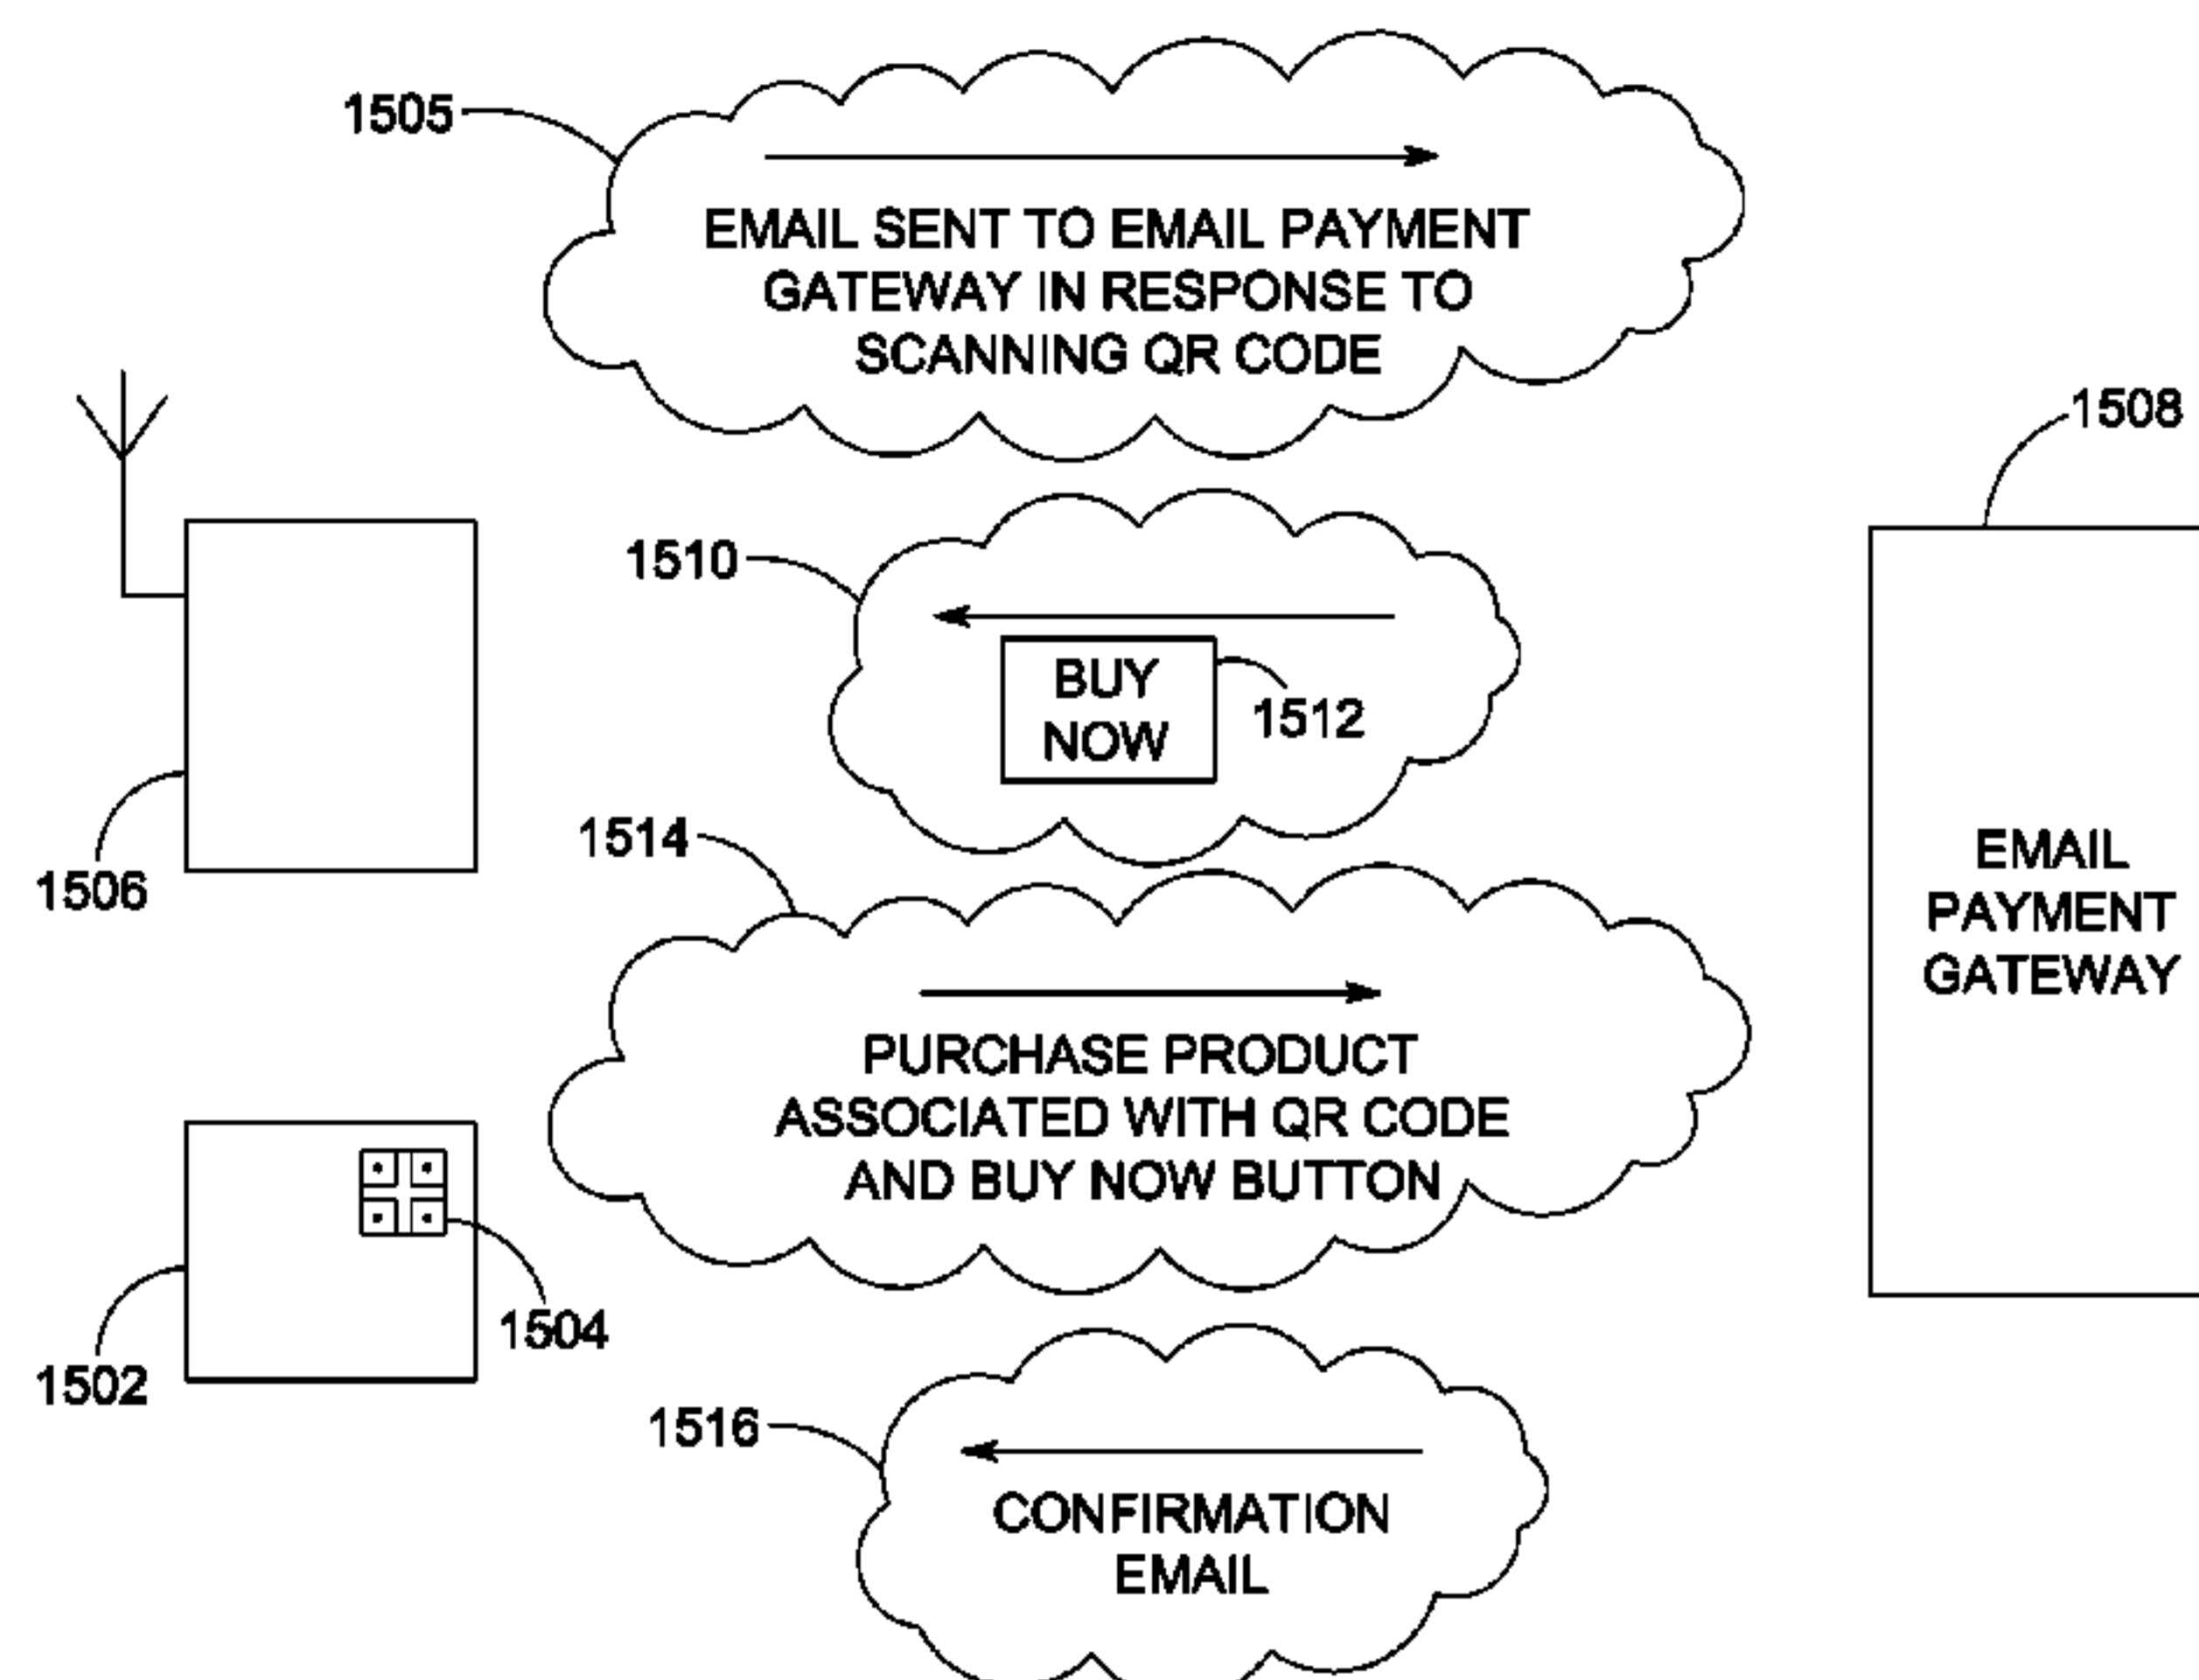 1505
EMAIL SENT TO EMAIL PAYMENT
GATEWAY IN RESPONSE TO
SCANNING QR CODE
1508
1510
BUY
NOW
1512
1506
1514
EMAIL
PAYMENT
GATEWAY
PURCHASE PRODUCT
ASSOCIATED WITH QR CODE
AND BUY NOW BUTTON
1504
1502
1516
CONFIRMATION
EMAIL